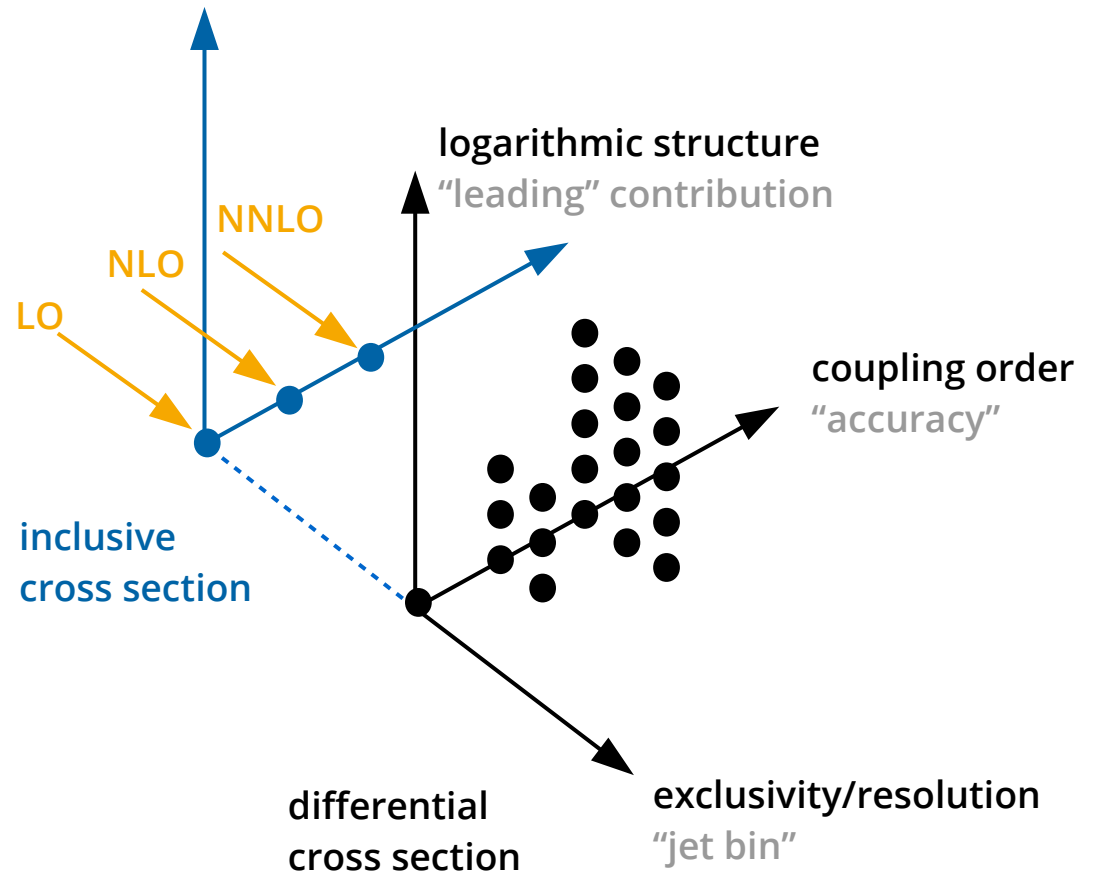 logarithmic structure
“leading” contribution
NNLO
NLO
LO
coupling order
“accuracy”
inclusive
cross section
differential
cross section
exclusivity/resolution
“jet bin”